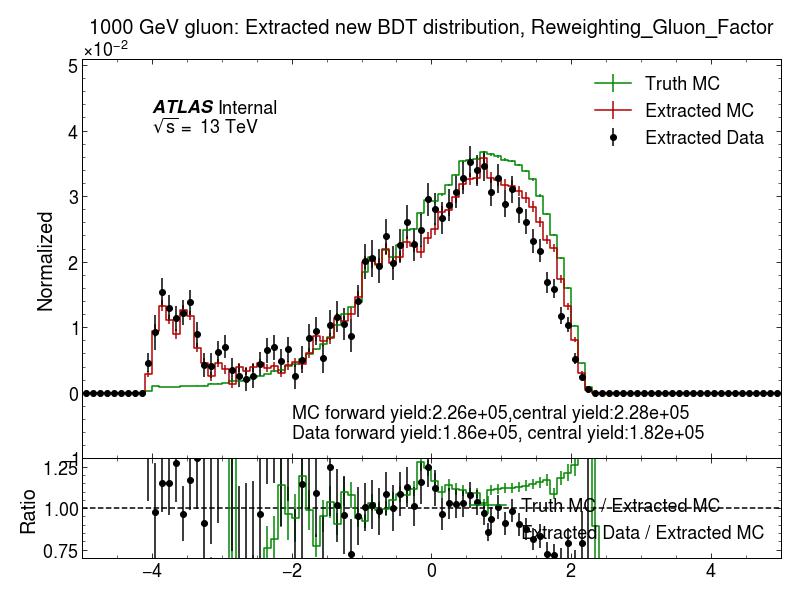 1000 GeV gluon: Extracted new BDT distribution, Reweighting_Gluon_Factor
×10⁻²
5
ATLAS Internal
√s = 13 TeV
Truth MC
Extracted MC
Extracted Data
4
3
2
1
0
Normalized
MC forward yield:2.26e+05,central yield:2.28e+05
Data forward yield:1.86e+05, central yield:1.82e+05
1.25
1.00
0.75
Ratio
Truth MC / Extracted MC
Extracted Data / Extracted MC
−4
−2
0
2
4